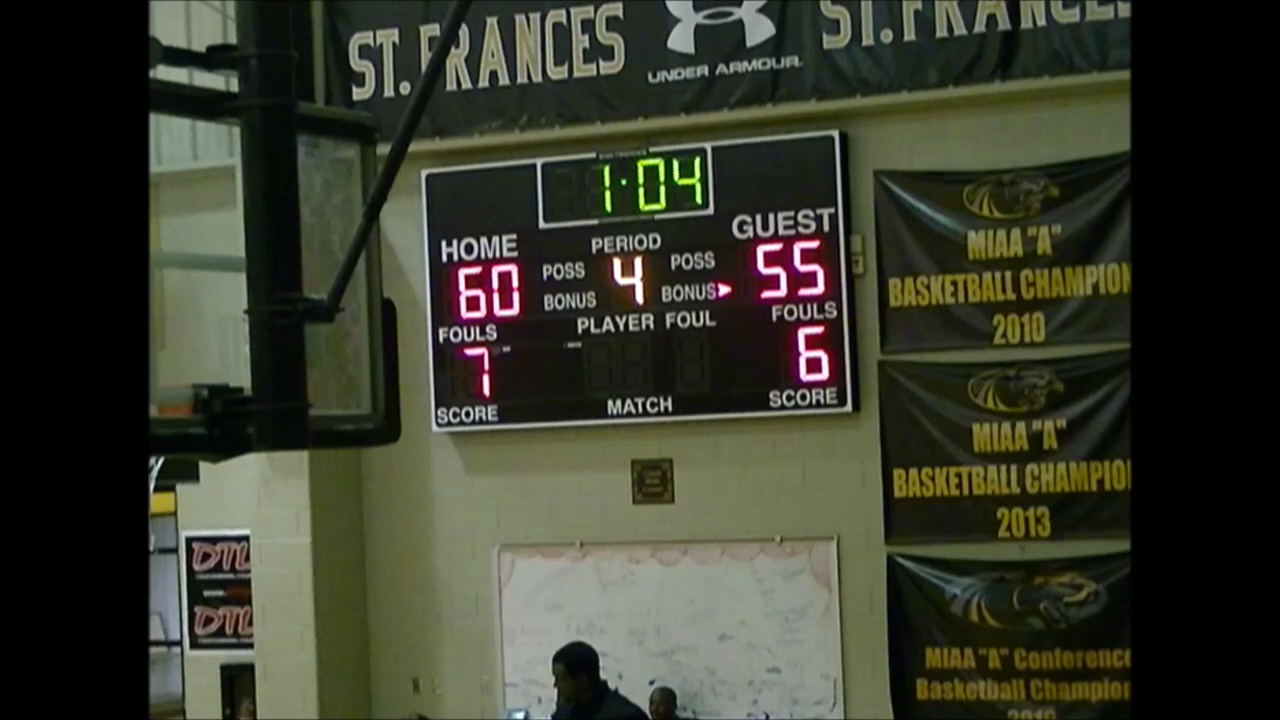 ST. FRANCES
UNDER ARMOUR
ST. FRANCES
1:04
HOME
60
PERIOD
4
POSS
BONUS
POSS
BONUS
GUEST
55
FOULS
7
PLAYER FOUL
FOULS
6
SCORE
MATCH
SCORE
MIAA "A"
BASKETBALL CHAMPION
2010
MIAA "A"
BASKETBALL CHAMPIO
2013
MIAA "A" Conference
Basketball Champion
DTL
DTL